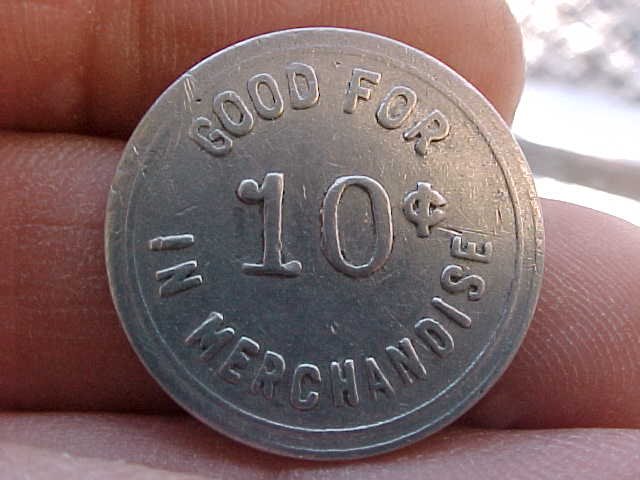 GOOD FOR
10¢
IN MERCHANDISE